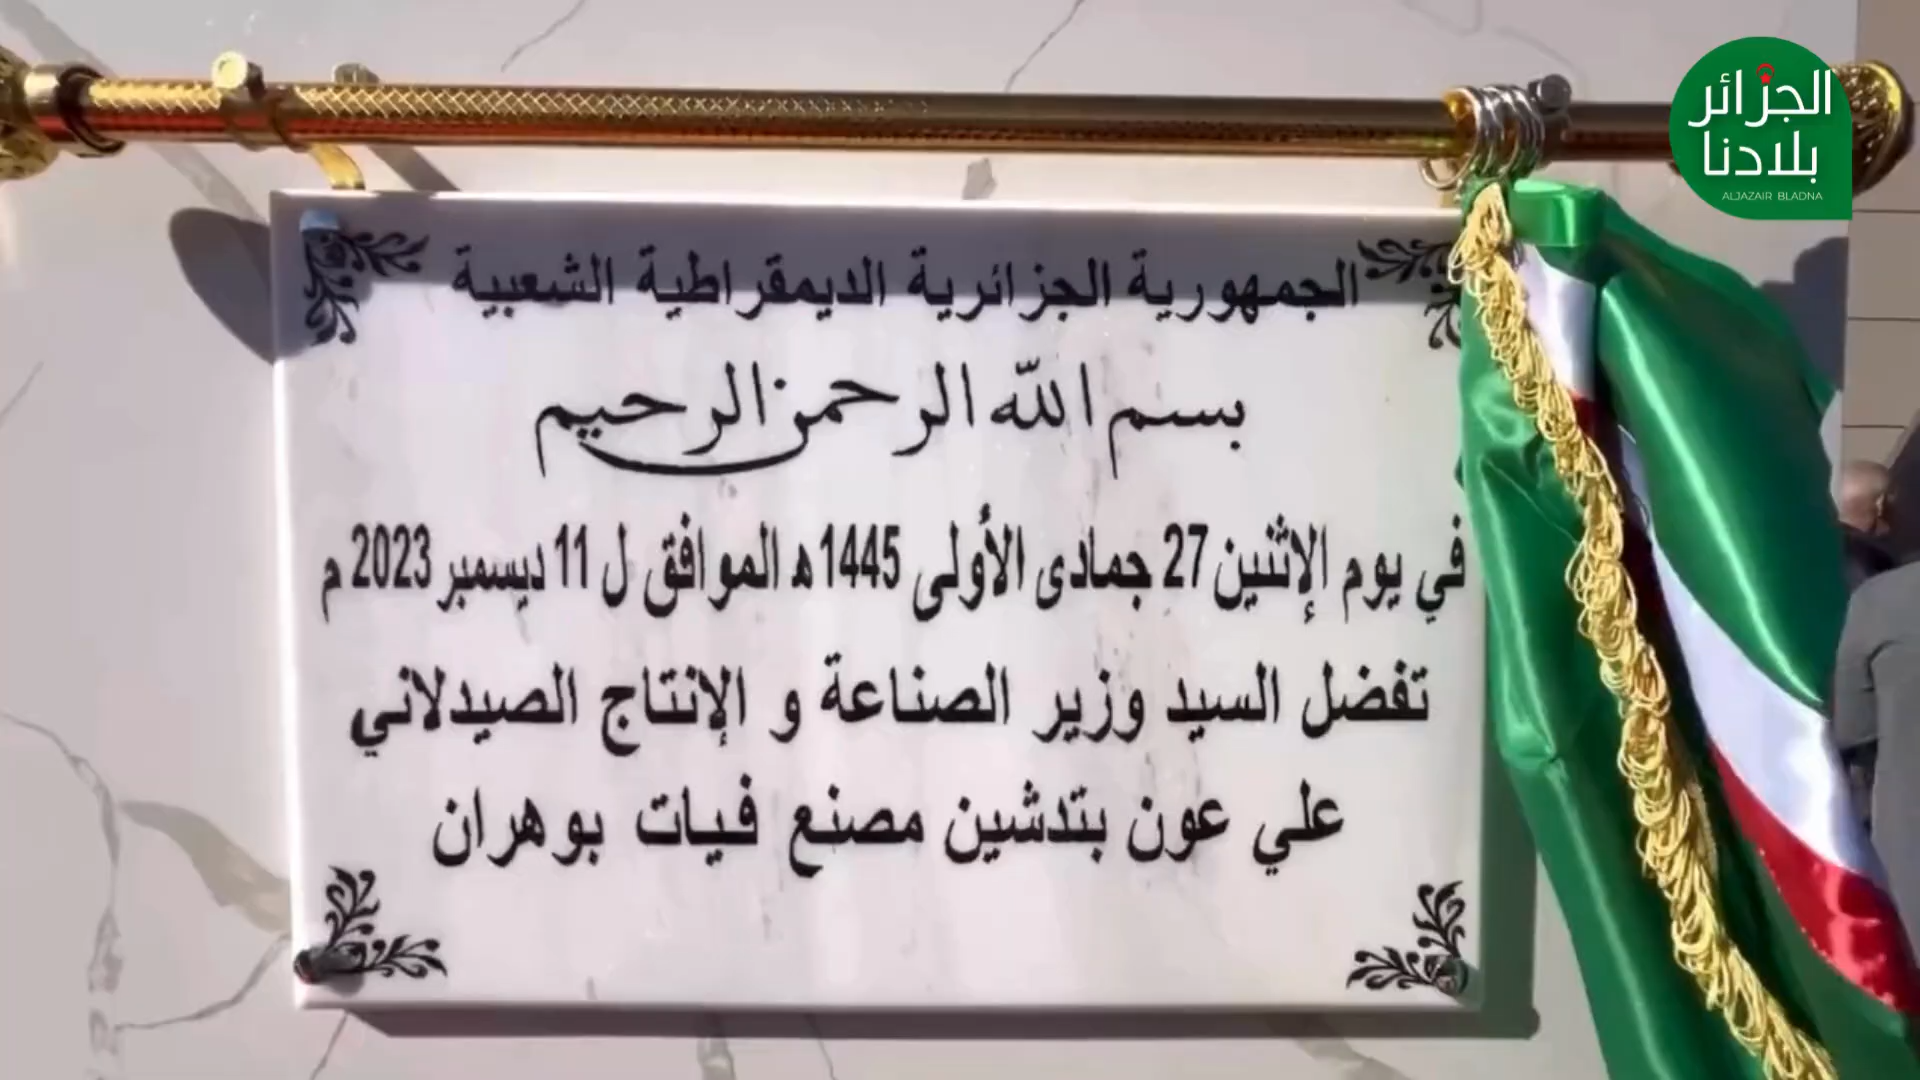 الجزائر
بلادنا
ALJAZAIR BLADNA
الجمهورية الجزائرية الديمقراطية الشعبية
بسم الله الرحمن الرحيم
في يوم الإثنين 27 جمادى الأولى 1445 ه الموافق ل 11 ديسمبر 2023 م
تفضل السيد وزير الصناعة و الإنتاج الصيدلاني
علي عون بتدشين مصنع فيات بوهران